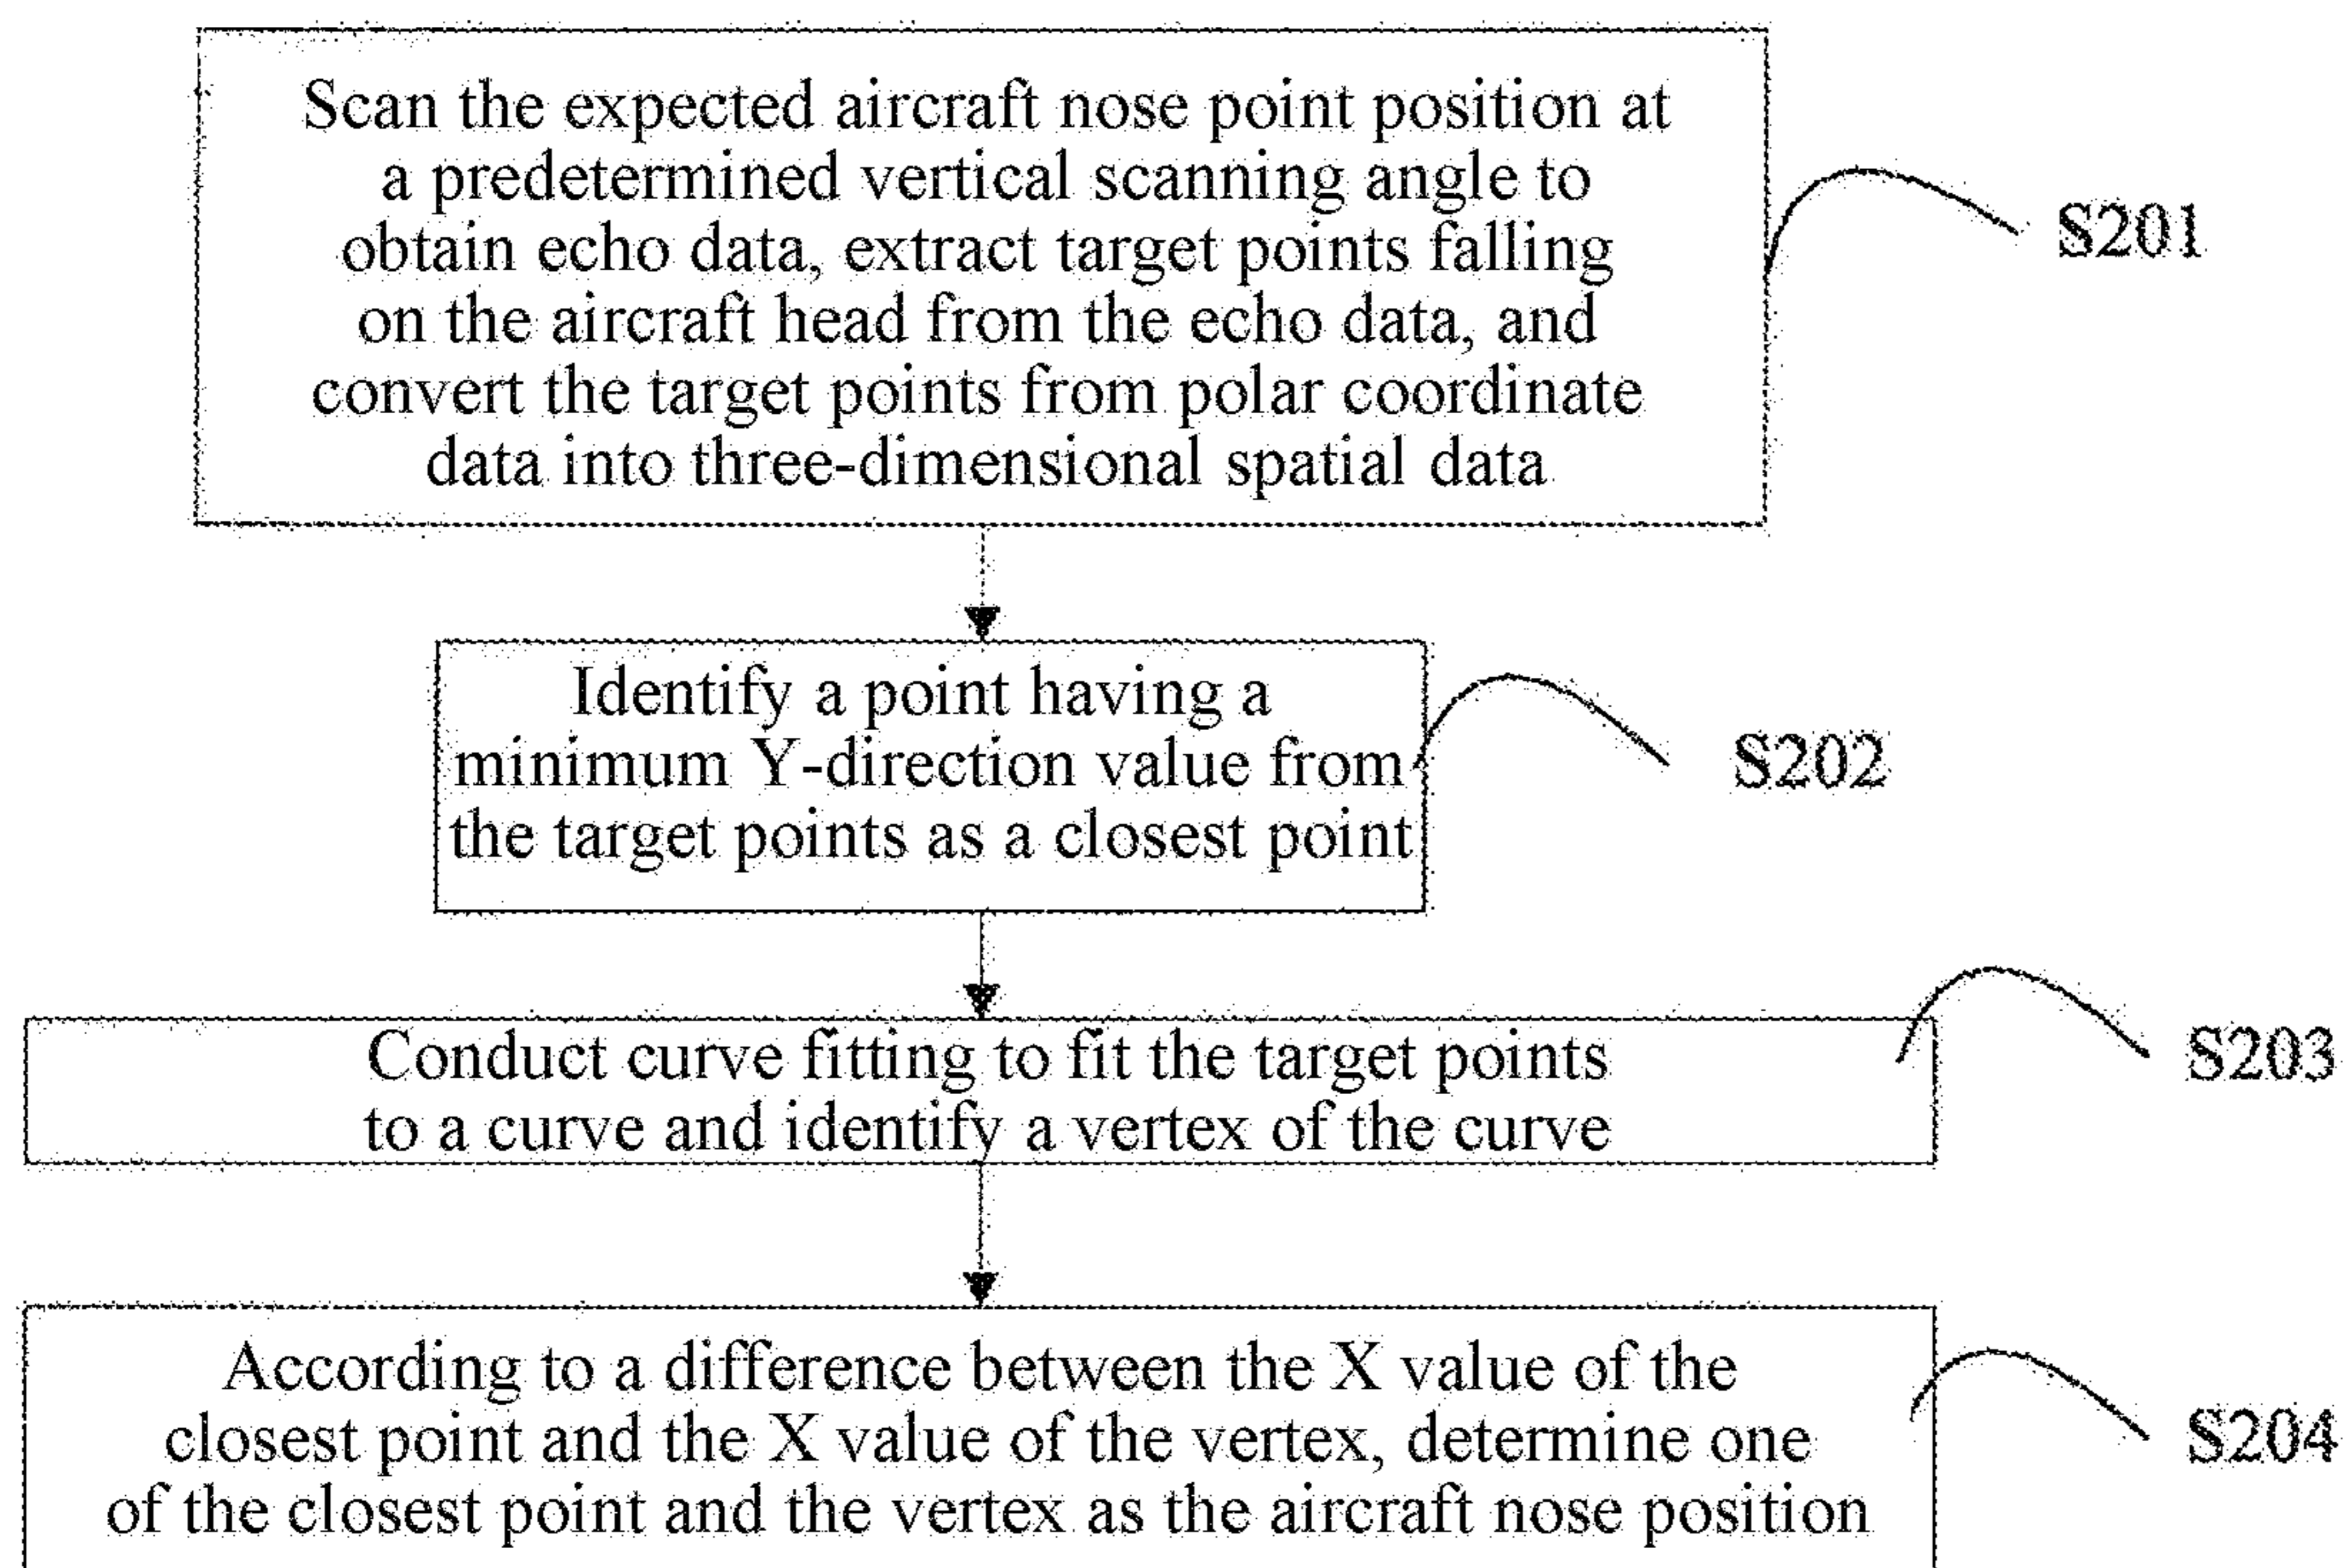 Scan the expected aircraft nose point position at
a predetermined vertical scanning angle to
obtain echo data, extract target points falling
on the aircraft head from the echo data, and
convert the target points from polar coordinate
data into three-dimensional spatial data
S201
Identify a point having a
minimum Y-direction value from
the target points as a closest point
S202
Conduct curve fitting to fit the target points
to a curve and identify a vertex of the curve
S203
According to a difference between the X value of the
closest point and the X value of the vertex, determine one
of the closest point and the vertex as the aircraft nose position
S204